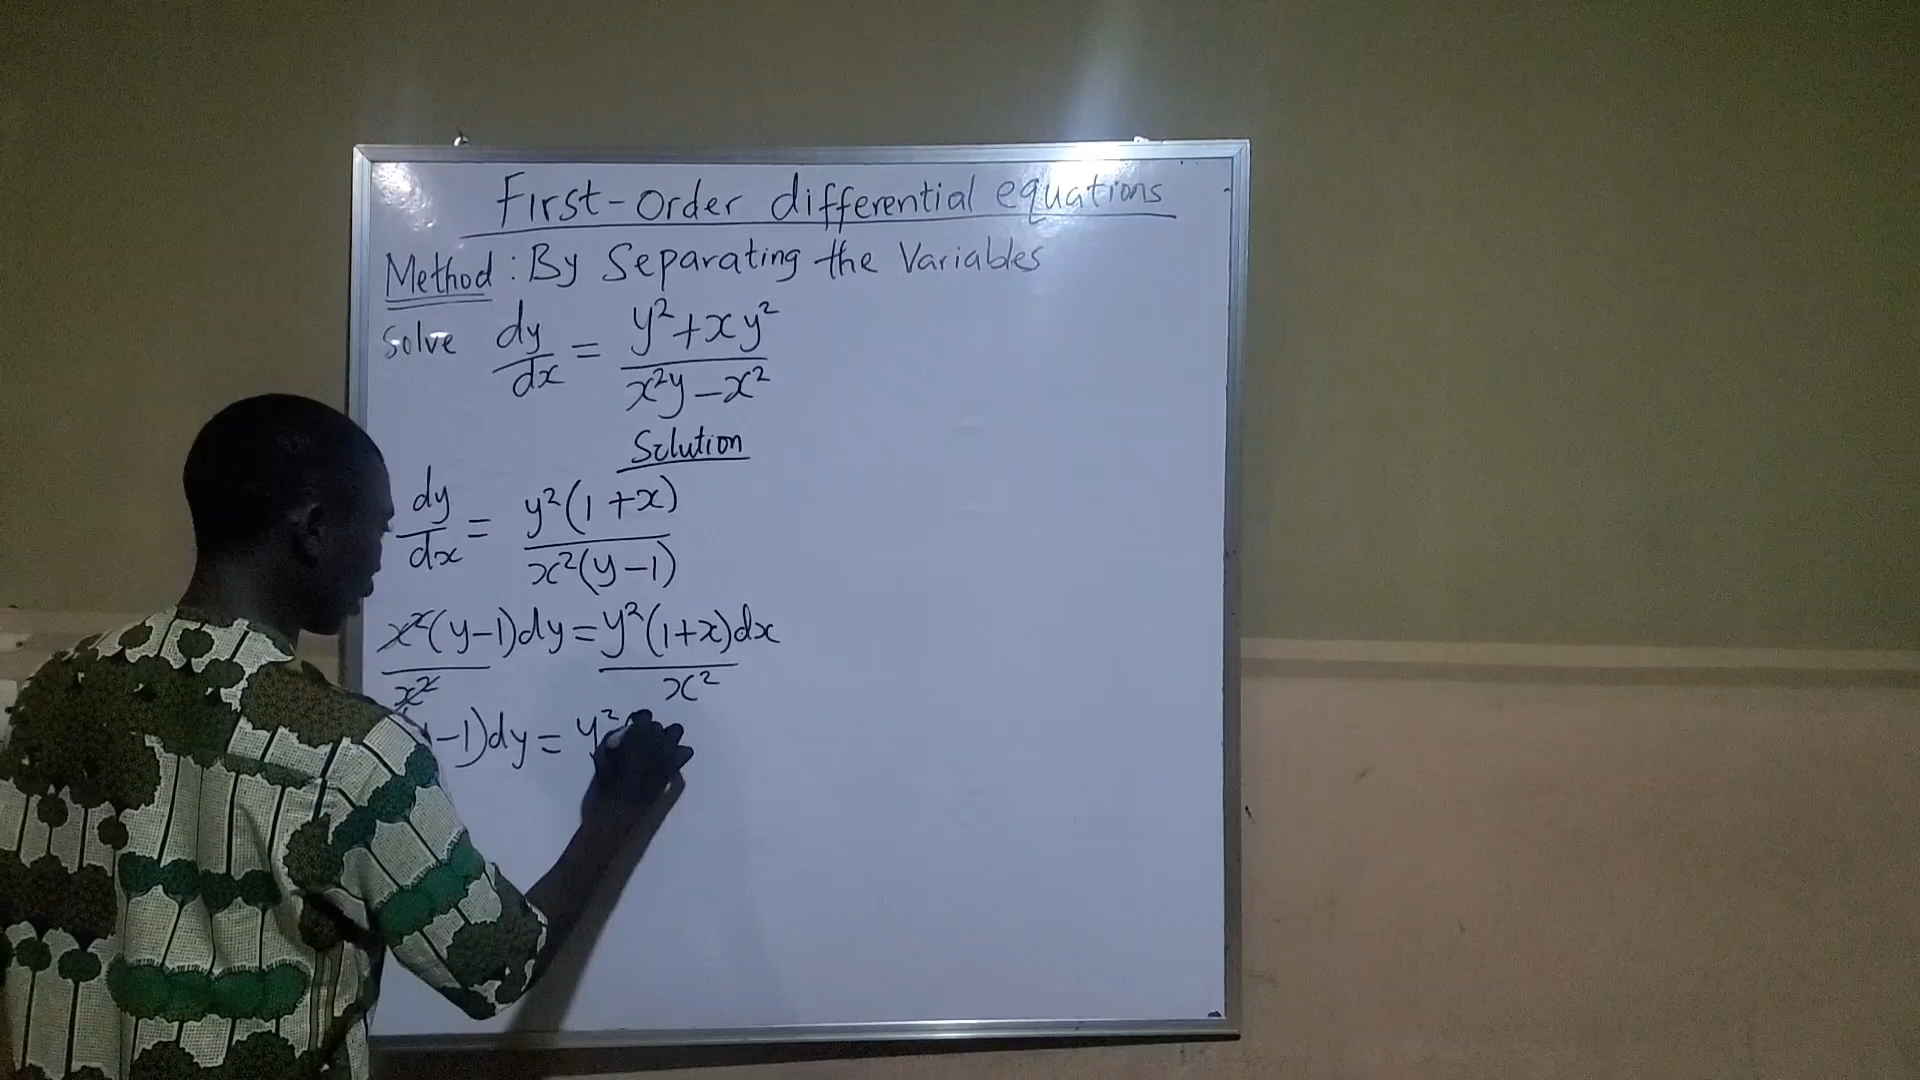 First-Order differential equations
Method: By Separating the Variables
Solve dy/dx = (y²+xy²)/(x²y−x²)
Solution
dy/dx = y²(1+x)/x²(y−1)
x²(y−1)dy/x² = y²(1+x)dx/x²
−1)dy = y²